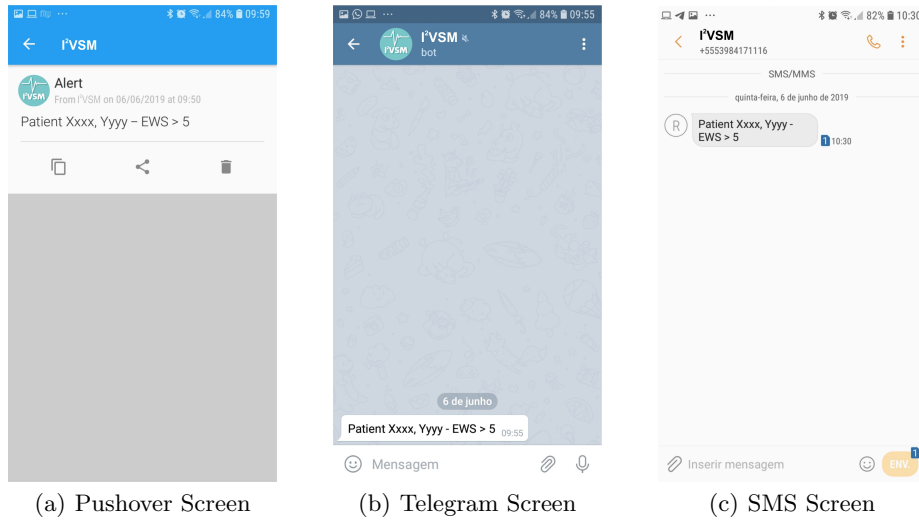 84% 09:59
I²VSM
I²VSM
Alert
From I²VSM on 06/06/2019 at 09:50
Patient Xxxx, Yyyy – EWS > 5
(a) Pushover Screen
84% 09:55
I²VSM
I²VSM
bot
6 de junho
Patient Xxxx, Yyyy - EWS > 5 09:55
Mensagem
(b) Telegram Screen
82% 10:30
I²VSM
+5553984171116
SMS/MMS
quinta-feira, 6 de junho de 2019
R
Patient Xxxx, Yyyy -
EWS > 5
1 10:30
Inserir mensagem
ENV.
1
(c) SMS Screen